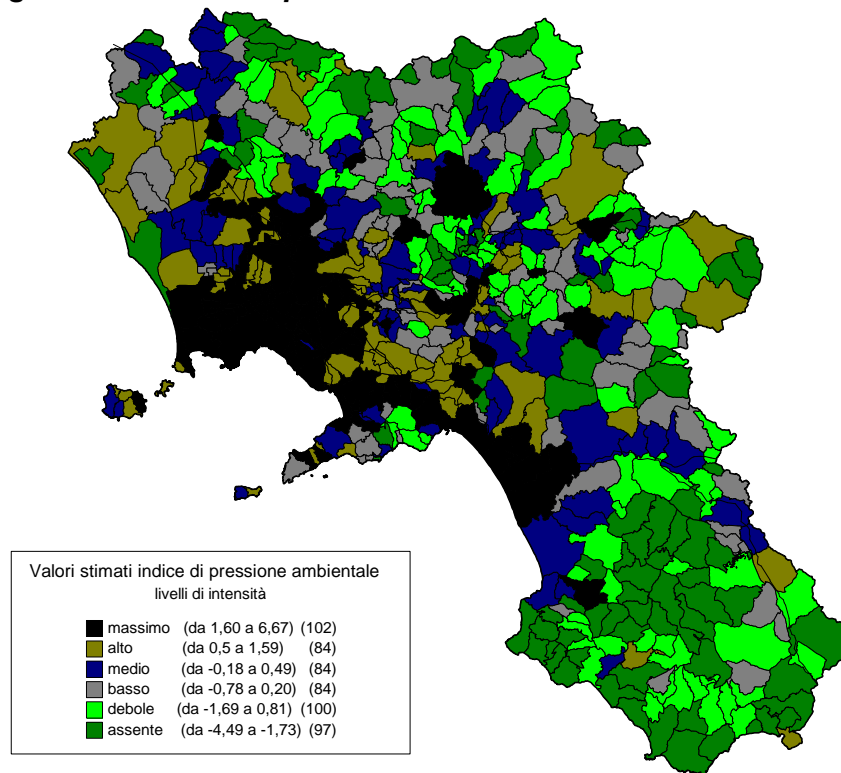 Valori stimati indice di pressione ambientale
livelli di intensità
massimo (da 1,60 a 6,67) (102)
alto (da 0,5 a 1,59) (84)
medio (da -0,18 a 0,49) (84)
basso (da -0,78 a 0,20) (84)
debole (da -1,69 a 0,81) (100)
assente (da -4,49 a -1,73) (97)